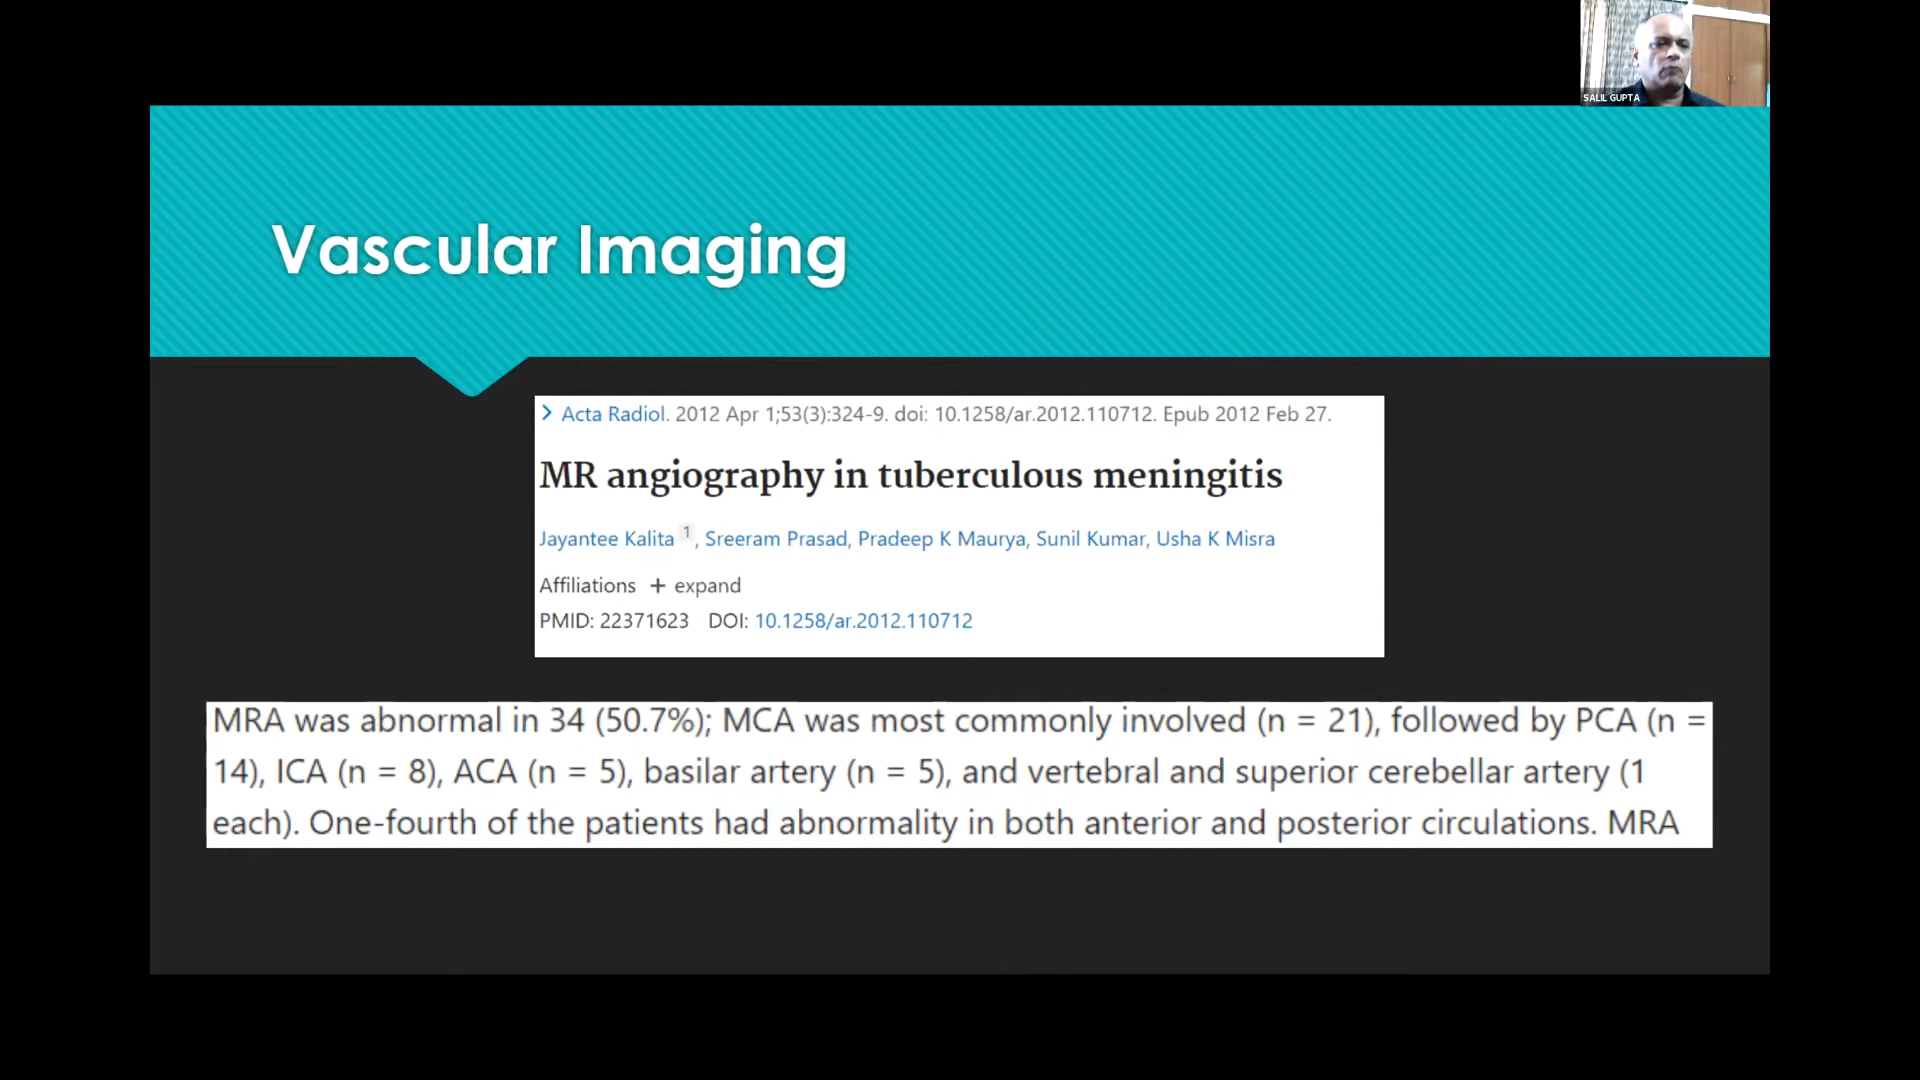 SALIL GUPTA
Vascular Imaging
> Acta Radiol. 2012 Apr 1;53(3):324-9. doi: 10.1258/ar.2012.110712. Epub 2012 Feb 27.
MR angiography in tuberculous meningitis
Jayantee Kalita 1, Sreeram Prasad, Pradeep K Maurya, Sunil Kumar, Usha K Misra
Affiliations + expand
PMID: 22371623 DOI: 10.1258/ar.2012.110712
MRA was abnormal in 34 (50.7%); MCA was most commonly involved (n = 21), followed by PCA (n =
14), ICA (n = 8), ACA (n = 5), basilar artery (n = 5), and vertebral and superior cerebellar artery (1
each). One-fourth of the patients had abnormality in both anterior and posterior circulations. MRA